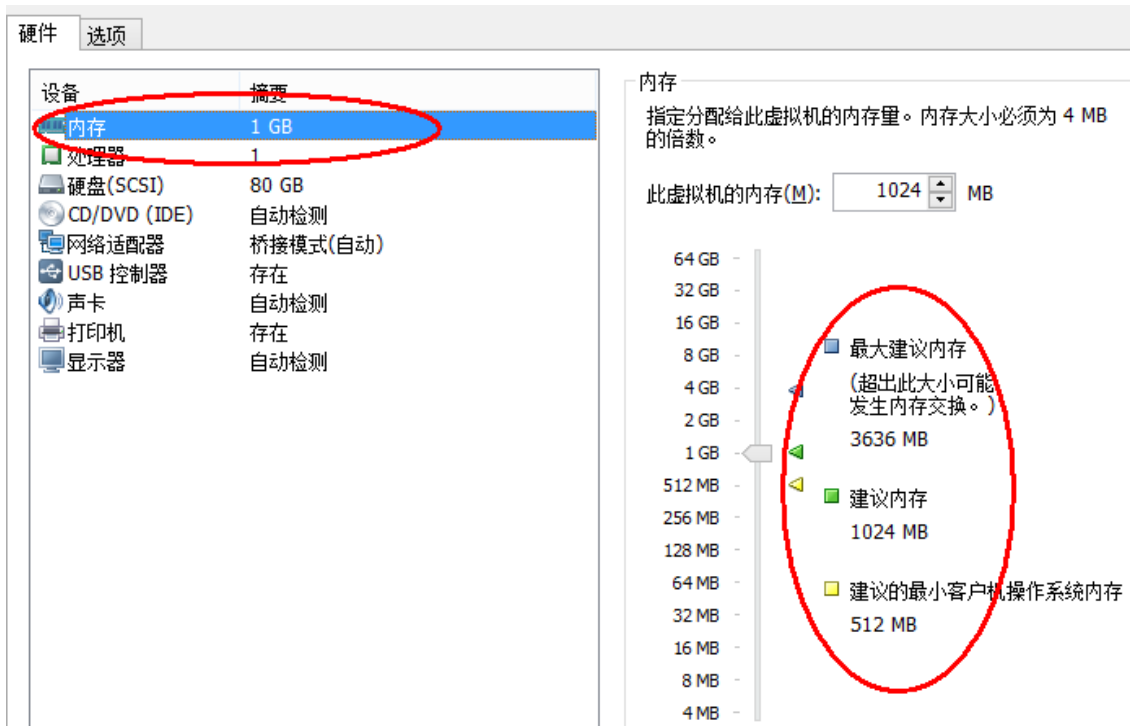 硬件
选项
设备 摘要
内存 1 GB
处理器 1
硬盘(SCSI) 80 GB
CD/DVD (IDE) 自动检测
网络适配器 桥接模式(自动)
USB 控制器 存在
声卡 自动检测
打印机 存在
显示器 自动检测
内存
指定分配给此虚拟机的内存量。内存大小必须为 4 MB
的倍数。
此虚拟机的内存(M): 1024 MB
64 GB
32 GB
16 GB
8 GB
4 GB
2 GB
1 GB
512 MB
256 MB
128 MB
64 MB
32 MB
16 MB
8 MB
4 MB
最大建议内存
(超出此大小可能
发生内存交换。)
3636 MB
建议内存
1024 MB
建议的最小客户机操作系统内存
512 MB